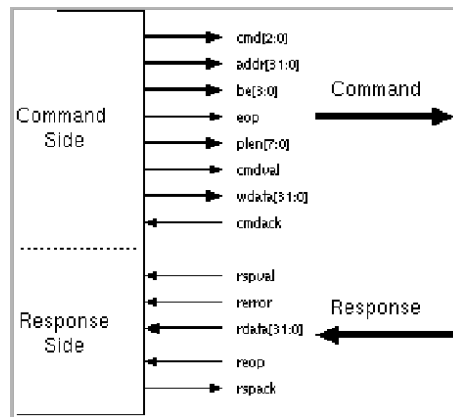 cmd[2:0]
addr[31:0]
be[3:0]
Command
Command
Side
eop
plen[7:0]
cmdval
wdata[31:0]
cmdack
rspval
rerror
Response
Response
Side
rdata[31:0]
reop
rspack